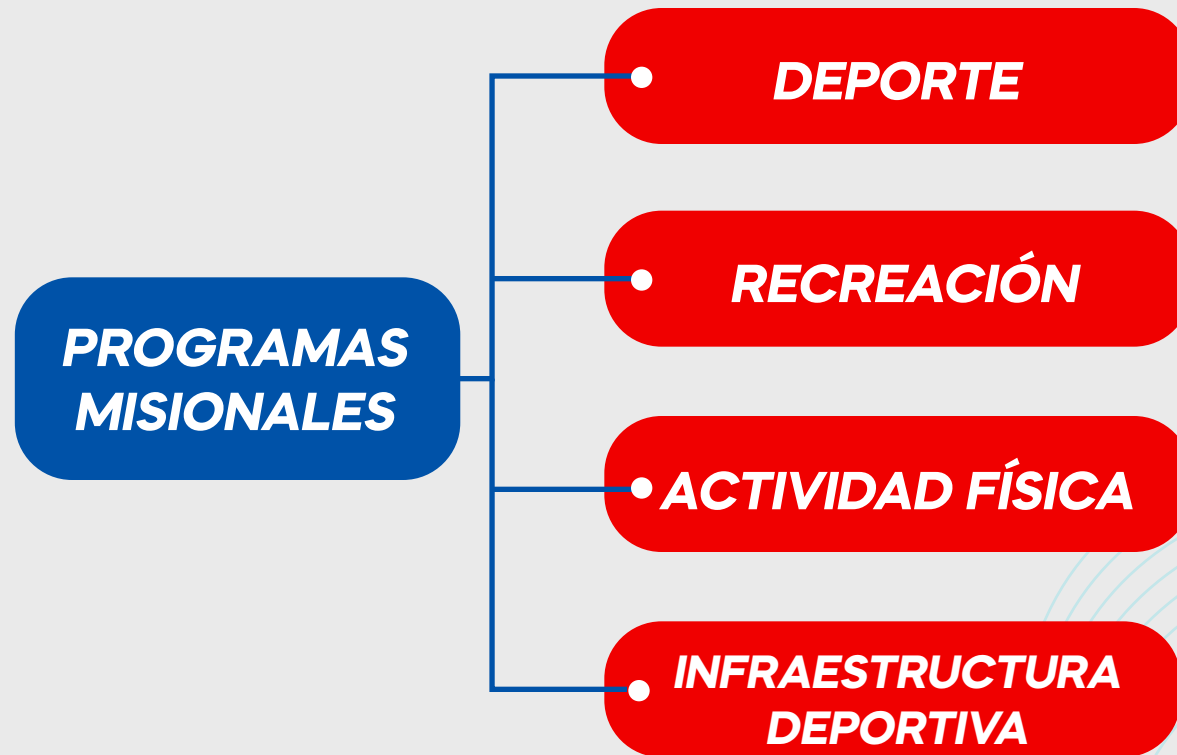 PROGRAMAS
MISIONALES
DEPORTE
RECREACIÓN
ACTIVIDAD FÍSICA
INFRAESTRUCTURA
DEPORTIVA